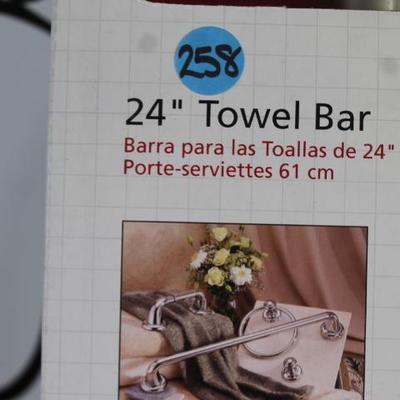 258
24" Towel Bar
Barra para las Toallas de 24"
Porte-serviettes 61 cm